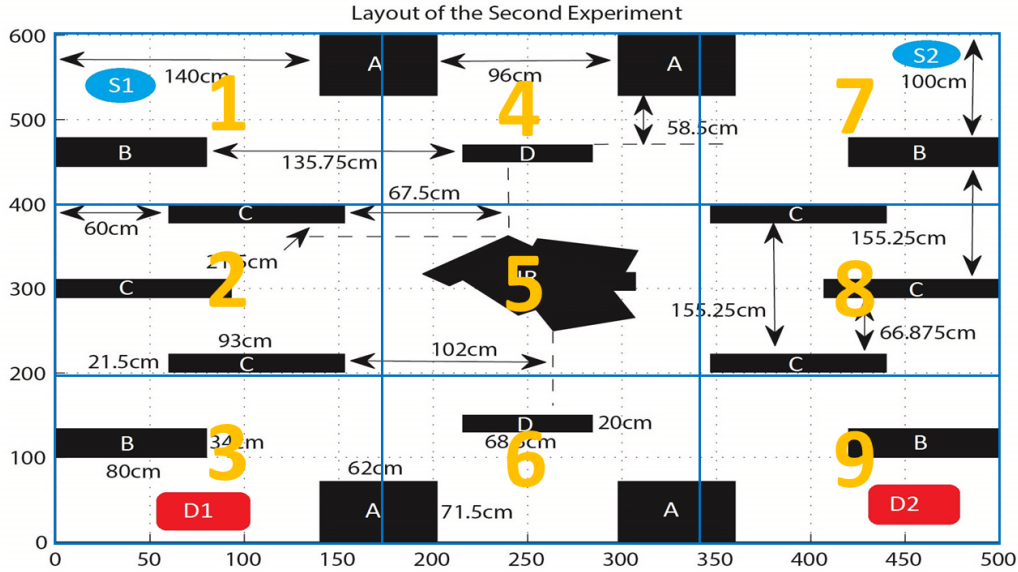 Layout of the Second Experiment
600
S1
140cm
A
96cm
A
S2
100cm
1
4
7
500
58.5cm
B
135.75cm
D
B
400
60cm
C
67.5cm
C
155.25cm
2
5
8
300
C
C
155.25cm
66.875cm
93cm
21.5cm
C
102cm
C
200
B
D
20cm
B
3
6
9
100
80cm
62cm
D1
A
71.5cm
A
D2
0
0 50 100 150 200 250 300 350 400 450 500